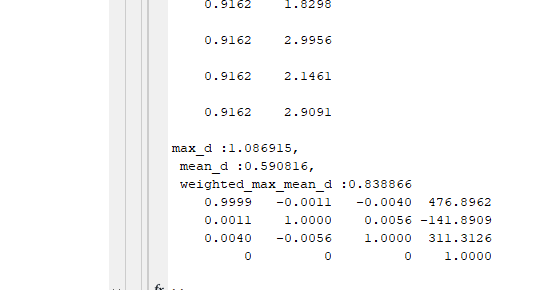 0.9162 1.8298
0.9162 2.9956
0.9162 2.1461
0.9162 2.9091
max_d :1.086915,
mean_d :0.590816,
weighted_max_mean_d :0.838866
0.9999 -0.0011 -0.0040 476.8962
0.0011 1.0000 0.0056 -141.8909
0.0040 -0.0056 1.0000 311.3126
0 0 0 1.0000